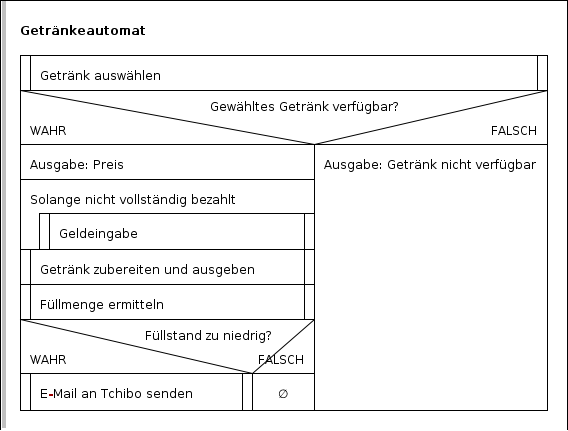 Getränkeautomat
Getränk auswählen
Gewähltes Getränk verfügbar?
WAHR FALSCH
Ausgabe: Preis
Ausgabe: Getränk nicht verfügbar
Solange nicht vollständig bezahlt
Geldeingabe
Getränk zubereiten und ausgeben
Füllmenge ermitteln
Füllstand zu niedrig?
WAHR FALSCH
E-Mail an Tchibo senden
∅